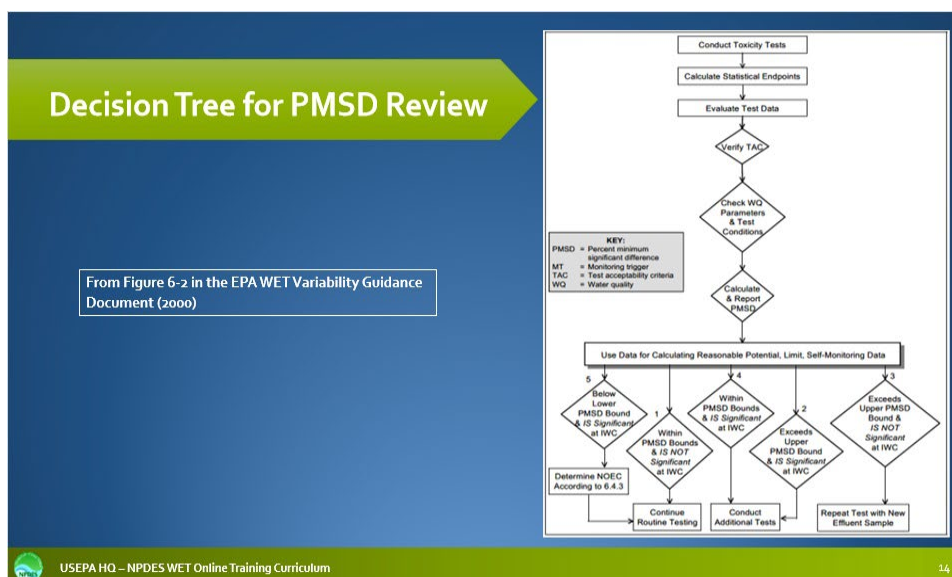 Decision Tree for PMSD Review
From Figure 6-2 in the EPA WET Variability Guidance
Document (2000)
Conduct Toxicity Tests
Calculate Statistical Endpoints
Evaluate Test Data
Verify TAC
Check WQ
Parameters
& Test
Conditions
KEY:
PMSD = Percent minimum
significant difference
MT = Monitoring trigger
TAC = Test acceptability criteria
WQ = Water quality
Calculate
& Report
PMSD
Use Data for Calculating Reasonable Potential, Limit, Self-Monitoring Data
5
Below
Lower
PMSD Bound
& IS Significant
at IWC
1
Within
PMSD Bounds
& IS NOT
Significant
at IWC
4
Within
PMSD Bounds
& IS Significant
at IWC
2
Exceeds
Upper
PMSD Bound
& IS Significant
at IWC
3
Exceeds
Upper PMSD
Bound &
IS NOT
Significant
at IWC
Determine NOEC
According to 6.4.3
Continue
Routine Testing
Conduct
Additional Tests
Repeat Test with New
Effluent Sample
NPDES
USEPA HQ – NPDES WET Online Training Curriculum
14